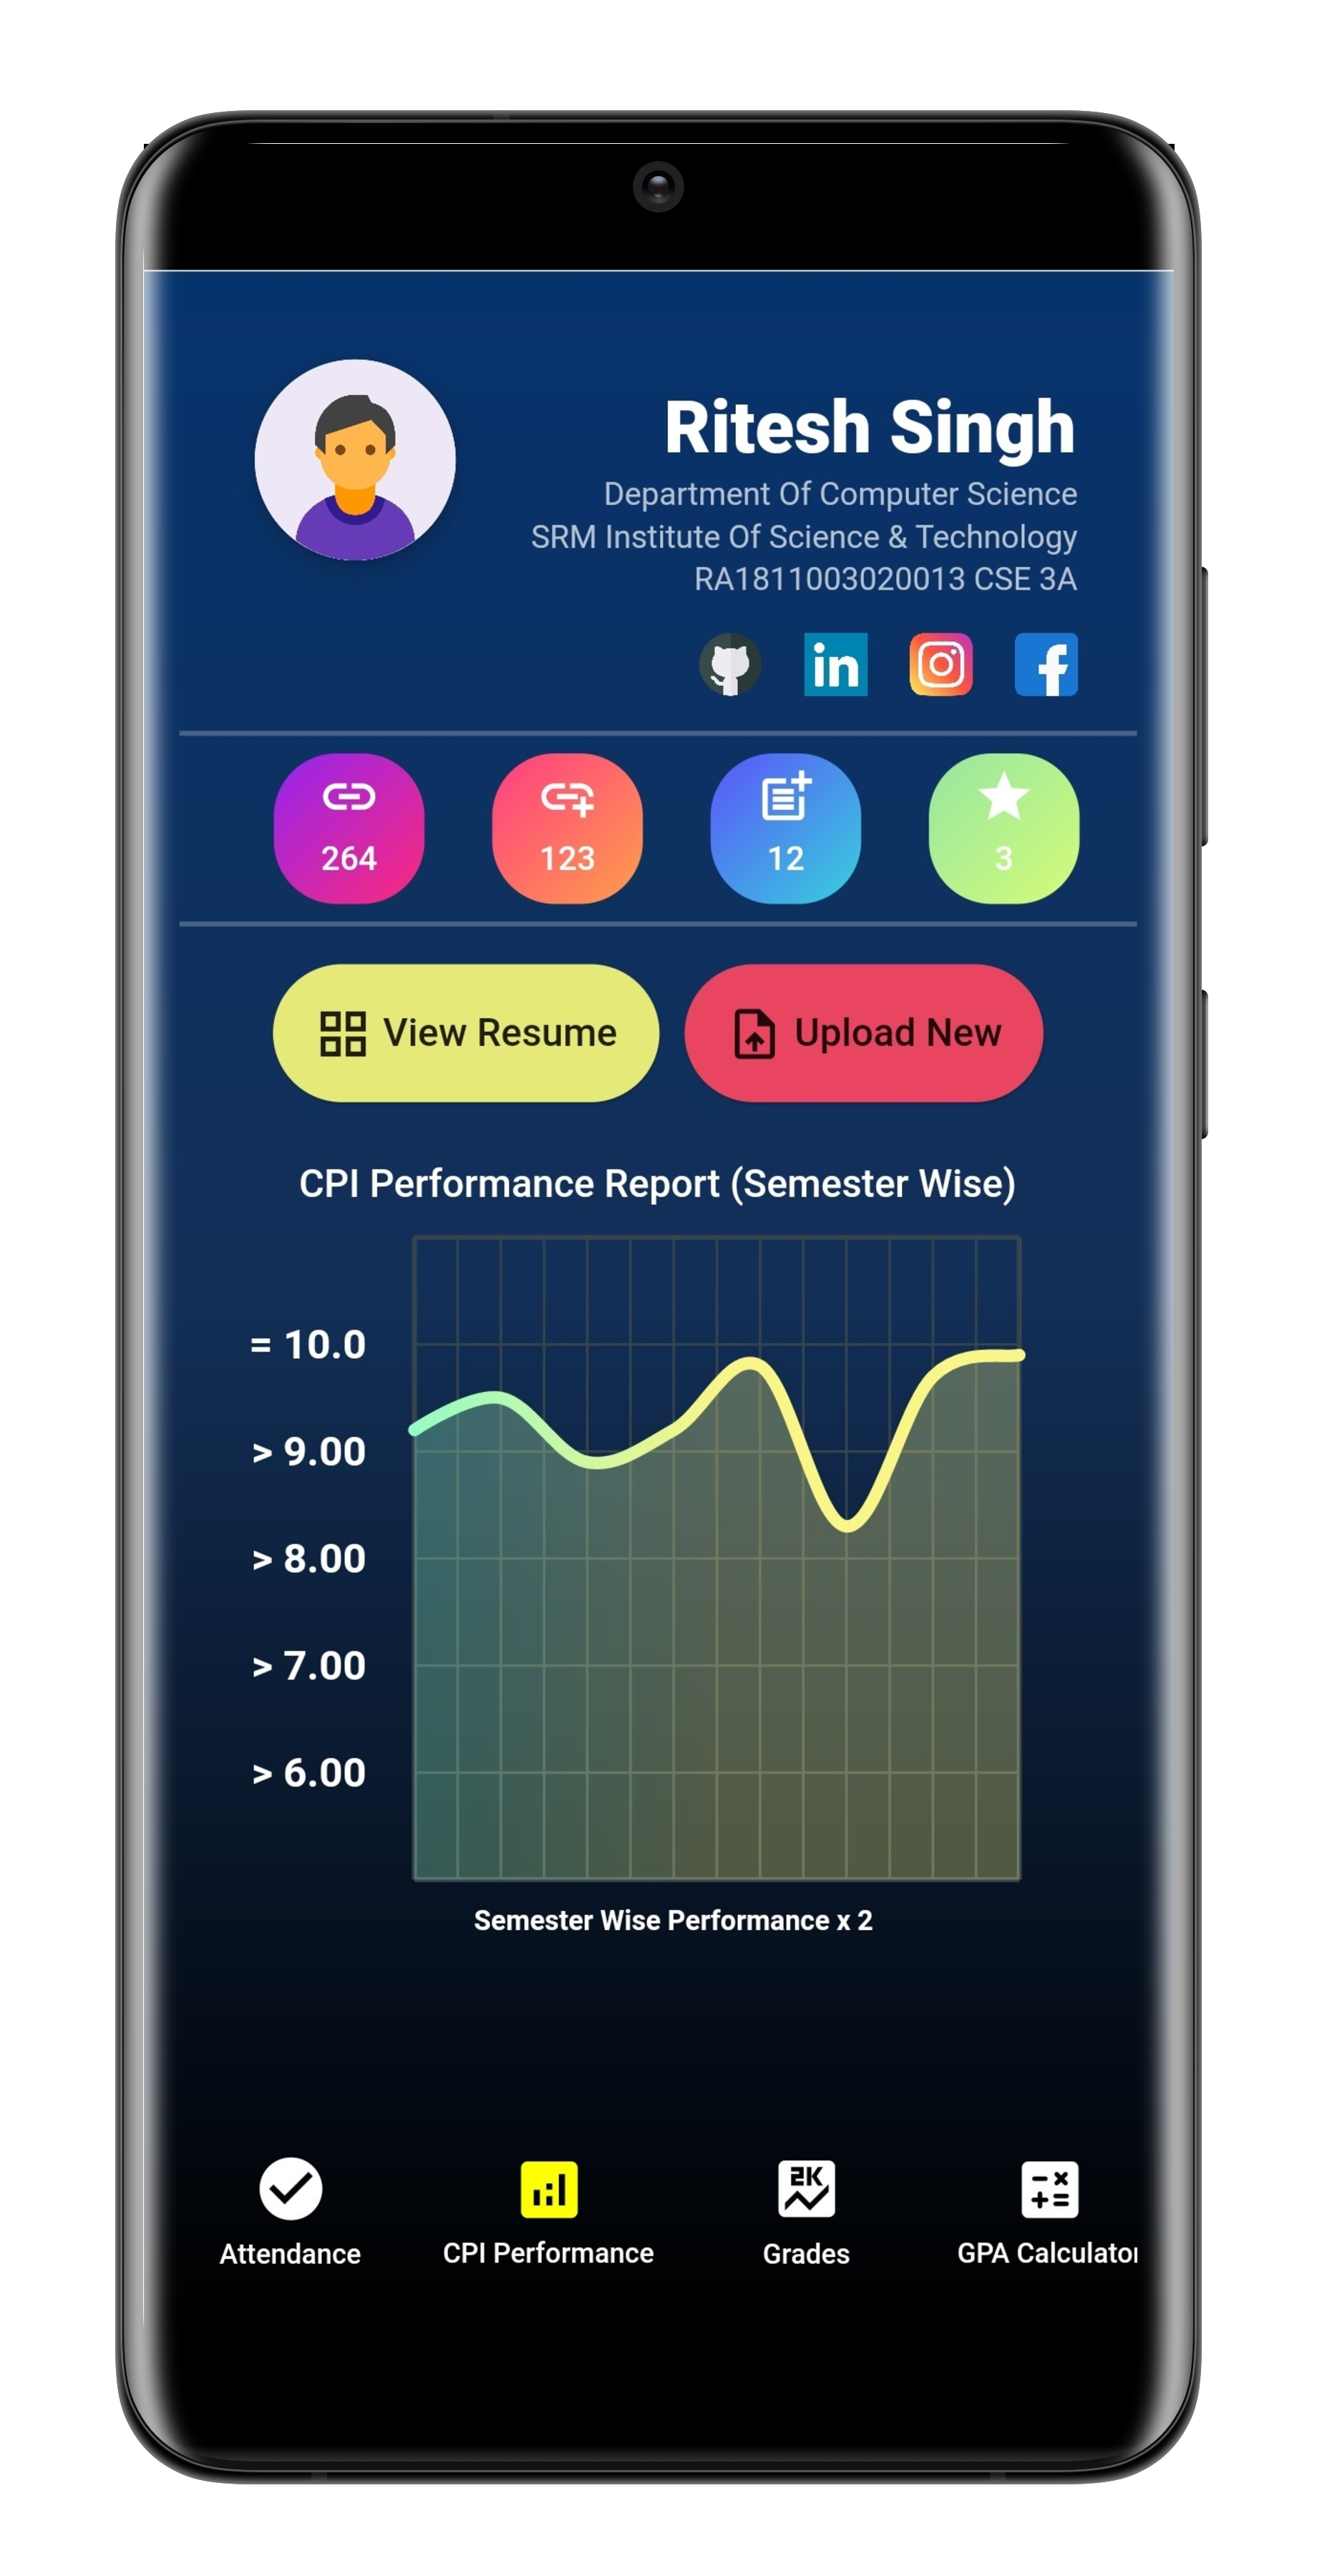 Ritesh Singh
Department Of Computer Science
SRM Institute Of Science & Technology
RA1811003020013 CSE 3A
in
264 123 12 3
View Resume Upload New
CPI Performance Report (Semester Wise)
= 10.0
> 9.00
> 8.00
> 7.00
> 6.00
Semester Wise Performance x 2
2K
Attendance CPI Performance Grades GPA Calculator